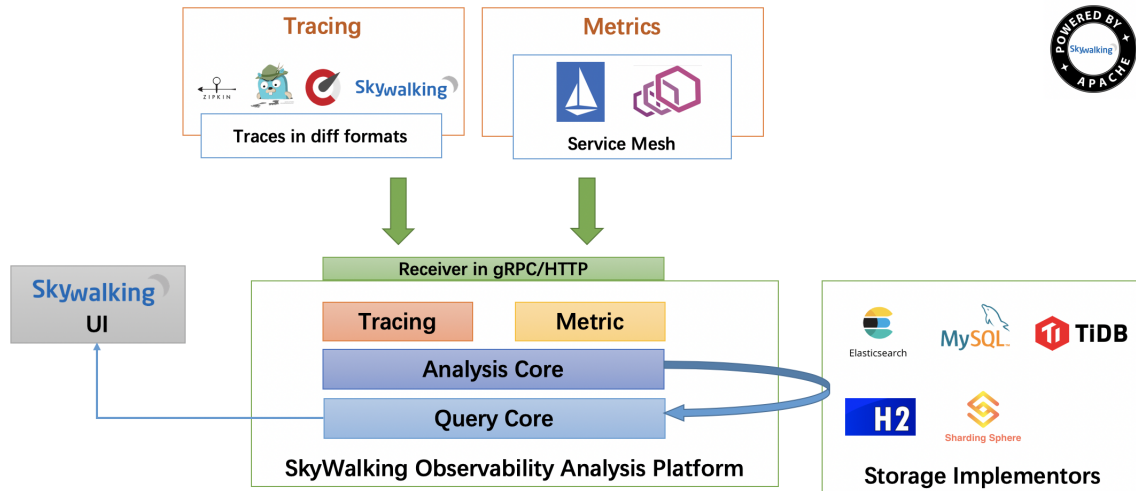 Tracing
Metrics
POWERED BY
Skywalking
APACHE
ZIPKIN
Skywalking
Traces in diff formats
Service Mesh
Receiver in gRPC/HTTP
Skywalking
UI
Tracing
Metric
Analysis Core
Query Core
SkyWalking Observability Analysis Platform
Elasticsearch
MySQL
TiDB
H2
Sharding Sphere
Storage Implementors